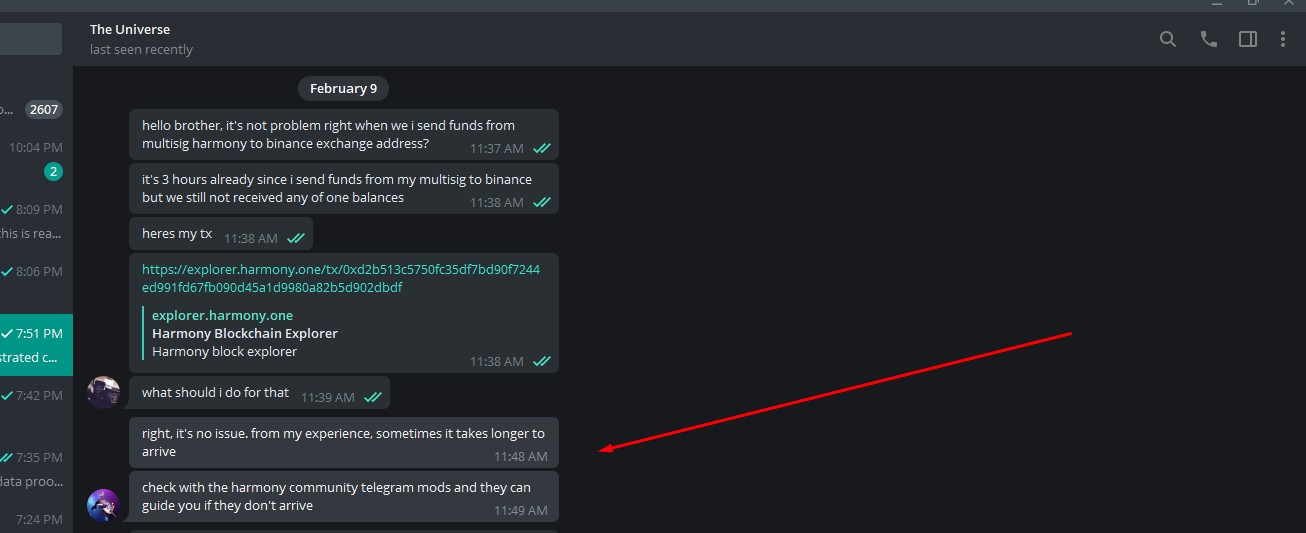 The Universe
last seen recently
February 9
o... 2607
10:04 PM
2
8:09 PM
this is rea...
8:06 PM
7:51 PM
strated c...
7:42 PM
7:35 PM
data proo...
7:24 PM
hello brother, it's not problem right when we i send funds from
multisig harmony to binance exchange address? 11:37 AM
it's 3 hours already since i send funds from my multisig to binance
but we still not received any of one balances 11:38 AM
heres my tx 11:38 AM
https://explorer.harmony.one/tx/0xd2b513c5750fc35df7bd90f7244
ed991fd67fb090d45a1d9980a82b5d902dbdf
explorer.harmony.one
Harmony Blockchain Explorer
Harmony block explorer
11:38 AM
what should i do for that 11:39 AM
right, it's no issue. from my experience, sometimes it takes longer to
arrive 11:48 AM
check with the harmony community telegram mods and they can
guide you if they don't arrive 11:49 AM